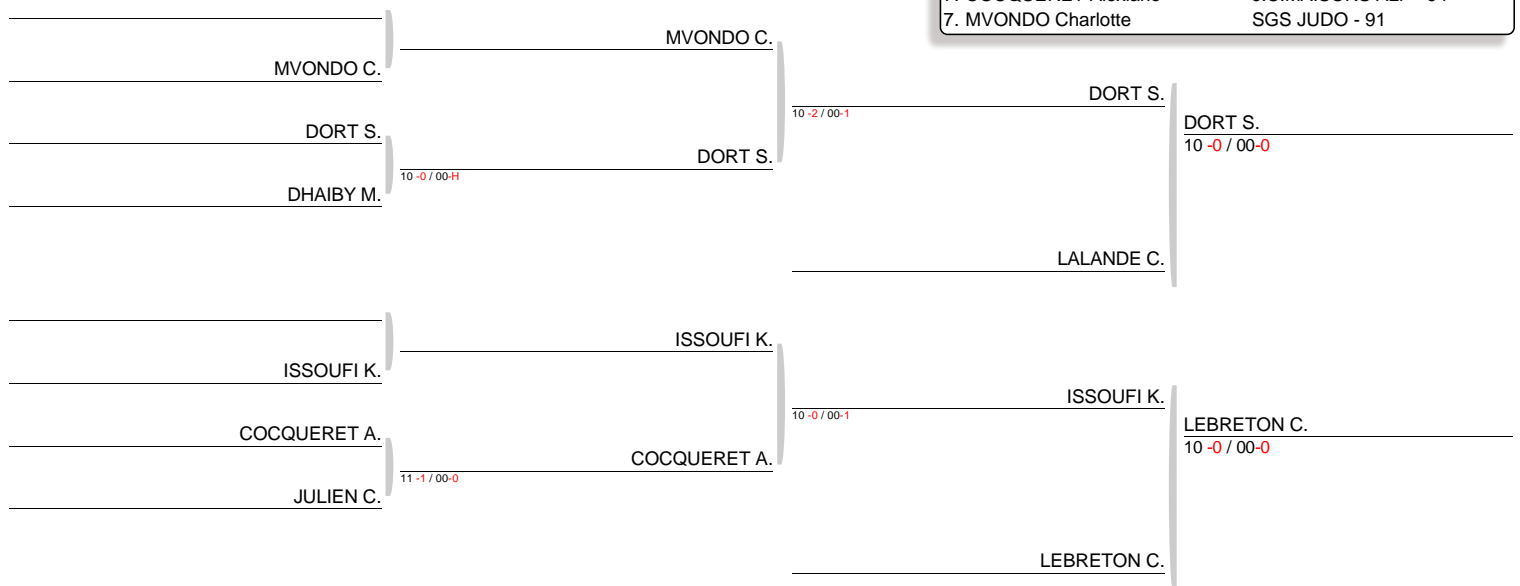 7. MVONDO Charlotte SGS JUDO - 91
MVONDO C.
MVONDO C.
DORT S.
10 -2 / 00-1
DORT S.
10 -0 / 00-0
DORT S.
DORT S.
10 -0 / 00-H
DHAIBY M.
LALANDE C.
ISSOUFI K.
ISSOUFI K.
ISSOUFI K.
10 -0 / 00-1
LEBRETON C.
10 -0 / 00-0
COCQUERET A.
COCQUERET A.
11 -1 / 00-0
JULIEN C.
LEBRETON C.